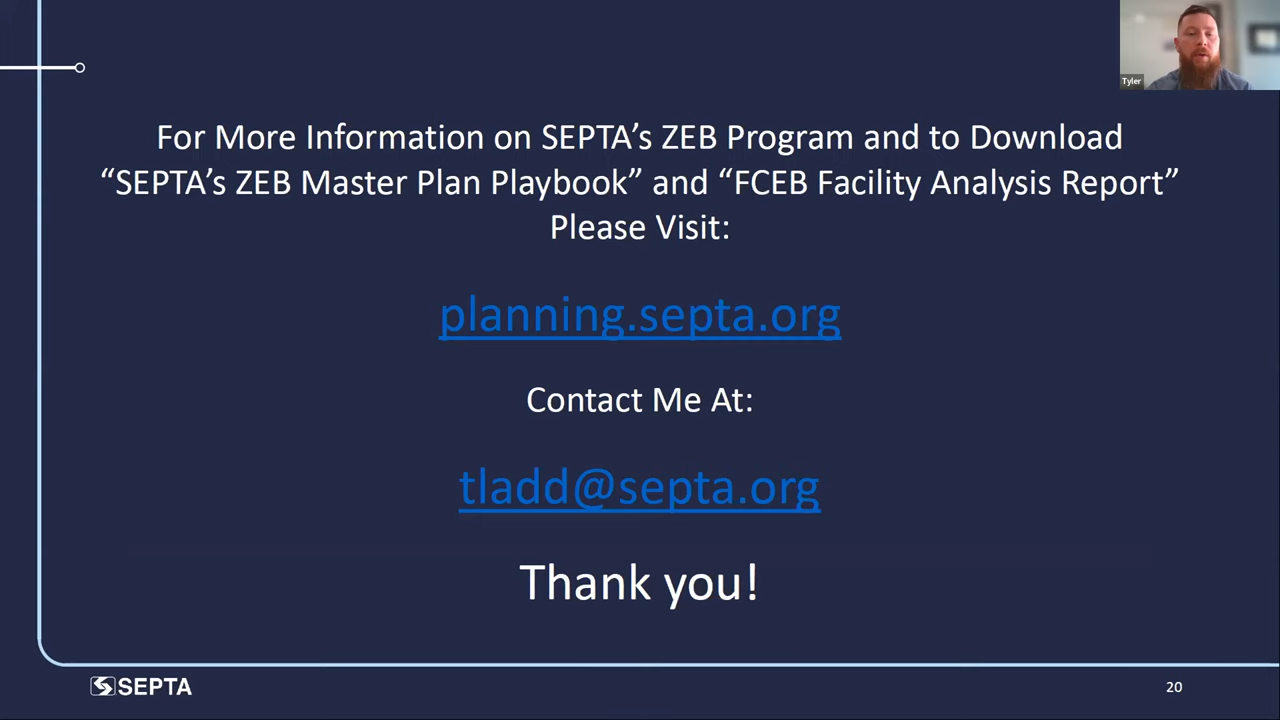 Tyler
For More Information on SEPTA’s ZEB Program and to Download
“SEPTA’s ZEB Master Plan Playbook” and “FCEB Facility Analysis Report”
Please Visit:
planning.septa.org
Contact Me At:
tladd@septa.org
Thank you!
SEPTA
20